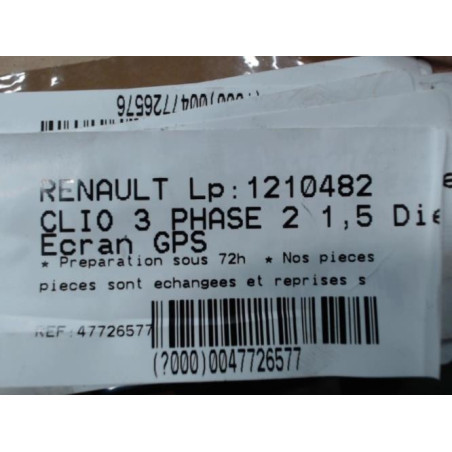 (?000)0047726576
RENAULT Lp:1210482
CLIO 3 PHASE 2 1,5 Die
Ecran GPS
* Preparation sous 72h * Nos pieces
pieces sont echangees et reprises s
REF:47726577
(?000)0047726577